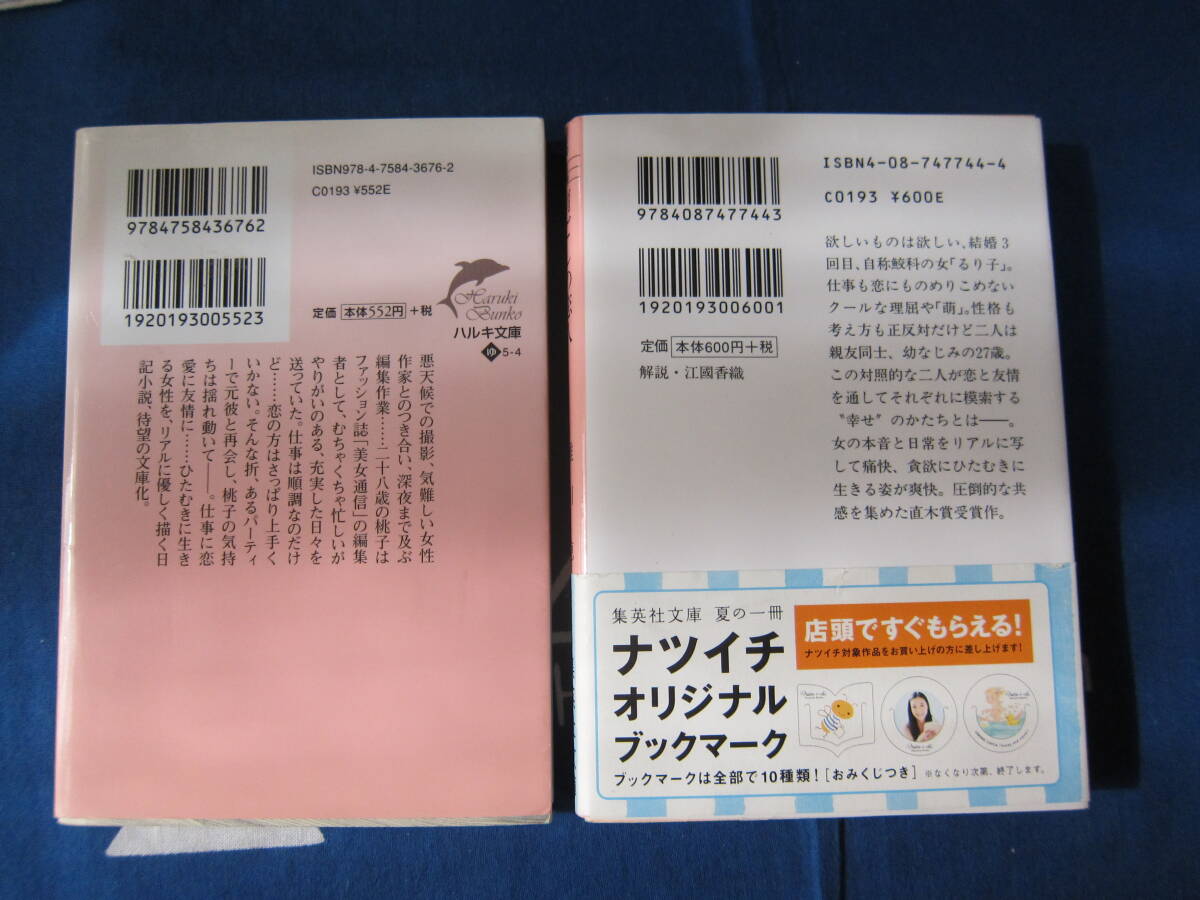 ISBN978-4-7584-3676-2
C0193 ¥552E
9784758436762
1920193005523
定価 本体552円 +税
Haruki
Bunko
ハルキ文庫
ゆ 5-4
悪天候での撮影、気難しい女性
作家とのつき合い、深夜まで及ぶ
編集作業……二十八歳の桃子は
ファッション誌「美女通信」の編集
者として、むちゃくちゃ忙しいが
やりがいのある、充実した日々を
送っていた。仕事は順調なのだけ
ど……恋の方はさっぱり上手く
いかない。そんな折、あるパーティ
ーで元彼と再会し、桃子の気持
ちは揺れ動いて──。仕事に恋
愛に友情に……ひたむきに生き
る女性を、リアルに優しく描く日
記小説、待望の文庫化。
ISBN4-08-747744-4
C0193 ¥600E
9784087477443
1920193006001
定価 本体600円+税
解説・江國香織
欲しいものは欲しい、結婚3
回目、自称鮫科の女「るり子」。
仕事も恋にものめりこめない
クールな理屈や「萌」。性格も
考え方も正反対だけど二人は
親友同士、幼なじみの27歳。
この対照的な二人が恋と友情
を通してそれぞれに模索する
〝幸せ〟のかたちとは──。
女の本音と日常をリアルに写
して痛快、貪欲にひたむきに
生きる姿が爽快。圧倒的な共
感を集めた直木賞受賞作。
集英社文庫 夏の一冊
ナツイチ
オリジナル
ブックマーク
店頭ですぐもらえる!
ナツイチ対象作品をお買い上げの方に差し上げます!
ブックマークは全部で10種類![おみくじつき] ※なくなり次第、終了します。